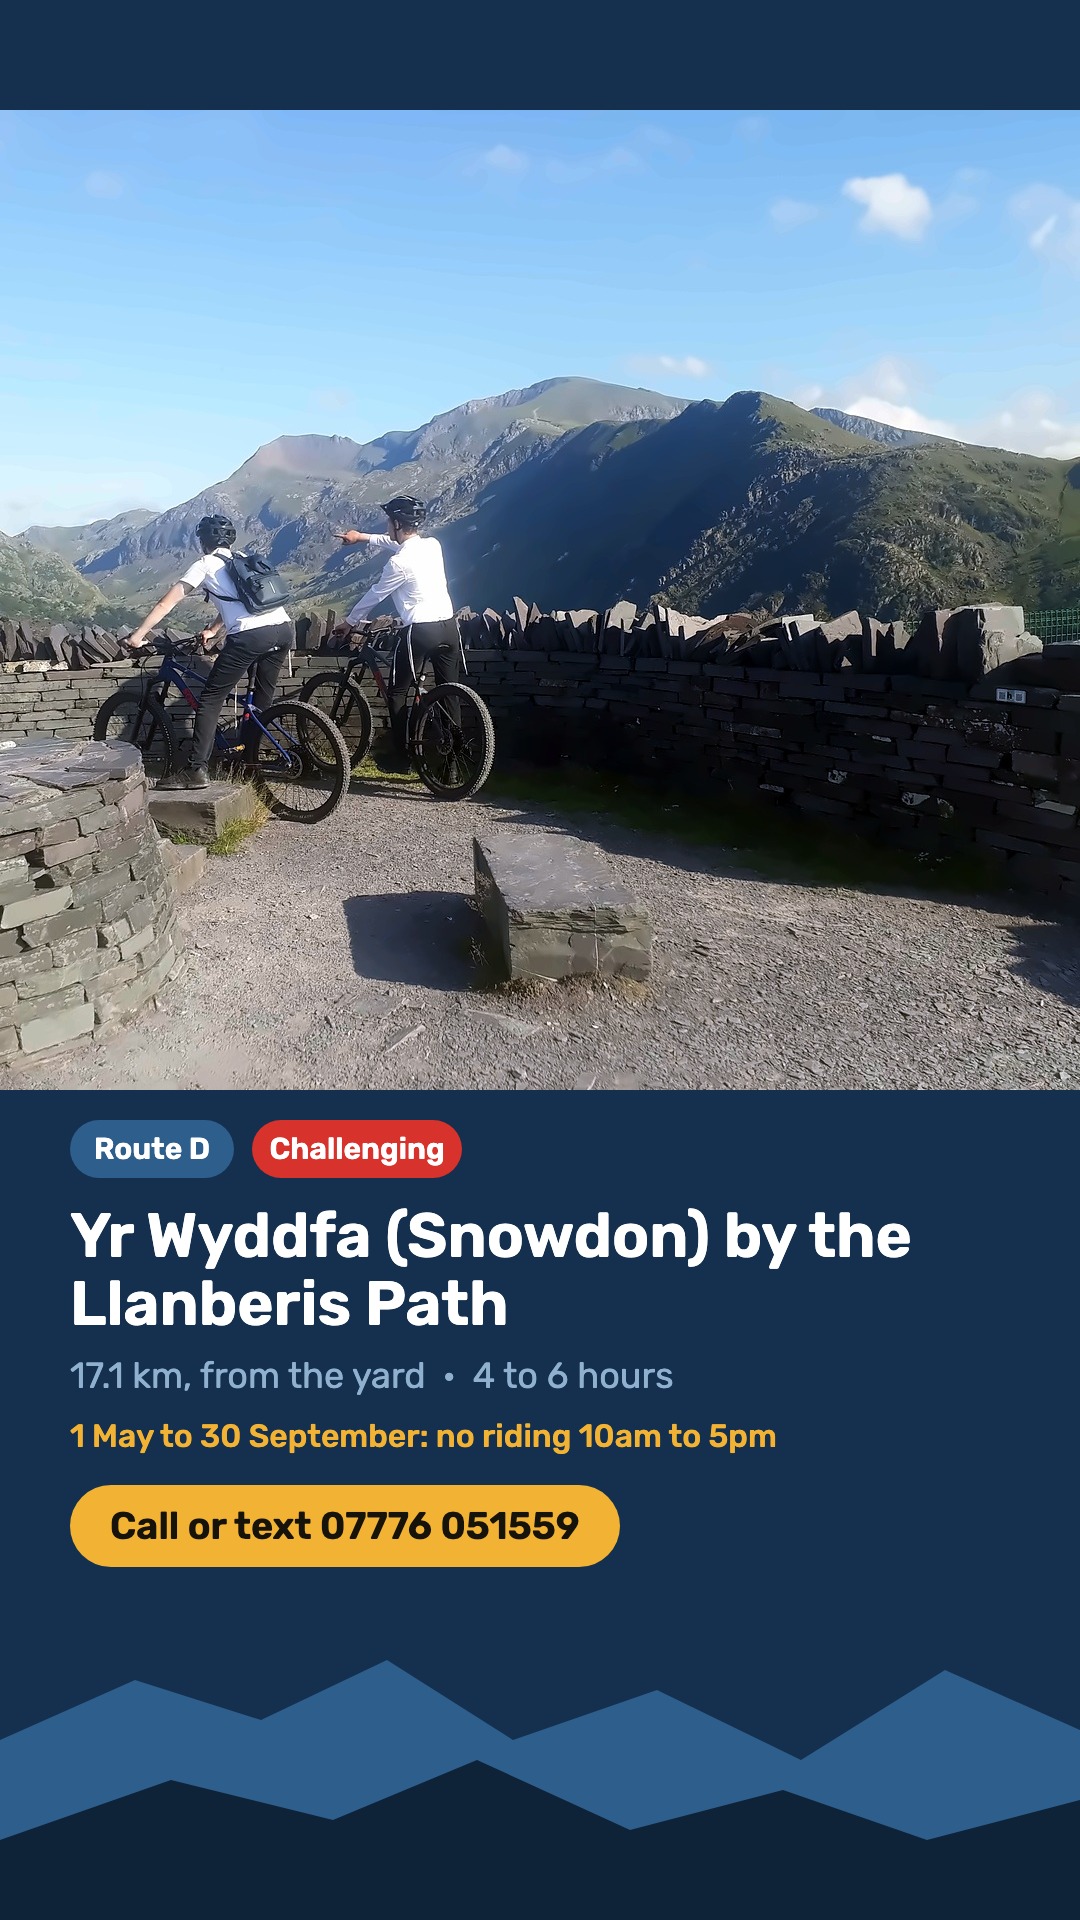 Route D
Challenging
Yr Wyddfa (Snowdon) by the
Llanberis Path
17.1 km, from the yard • 4 to 6 hours
1 May to 30 September: no riding 10am to 5pm
Call or text 07776 051559